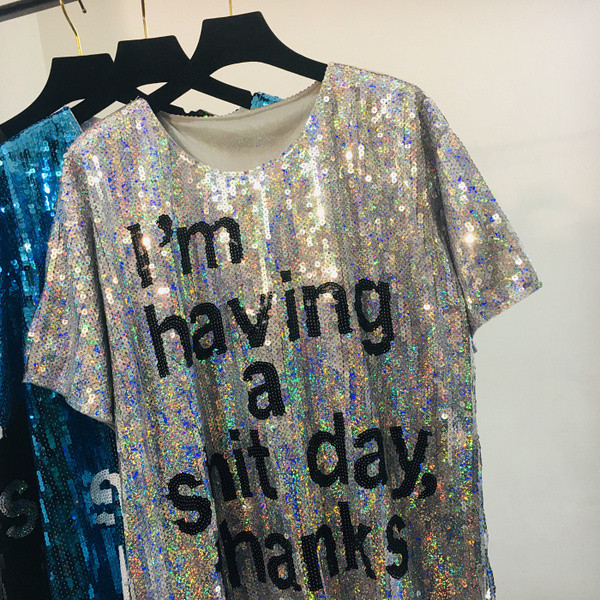 I'm
having
a
shit day,
thanks